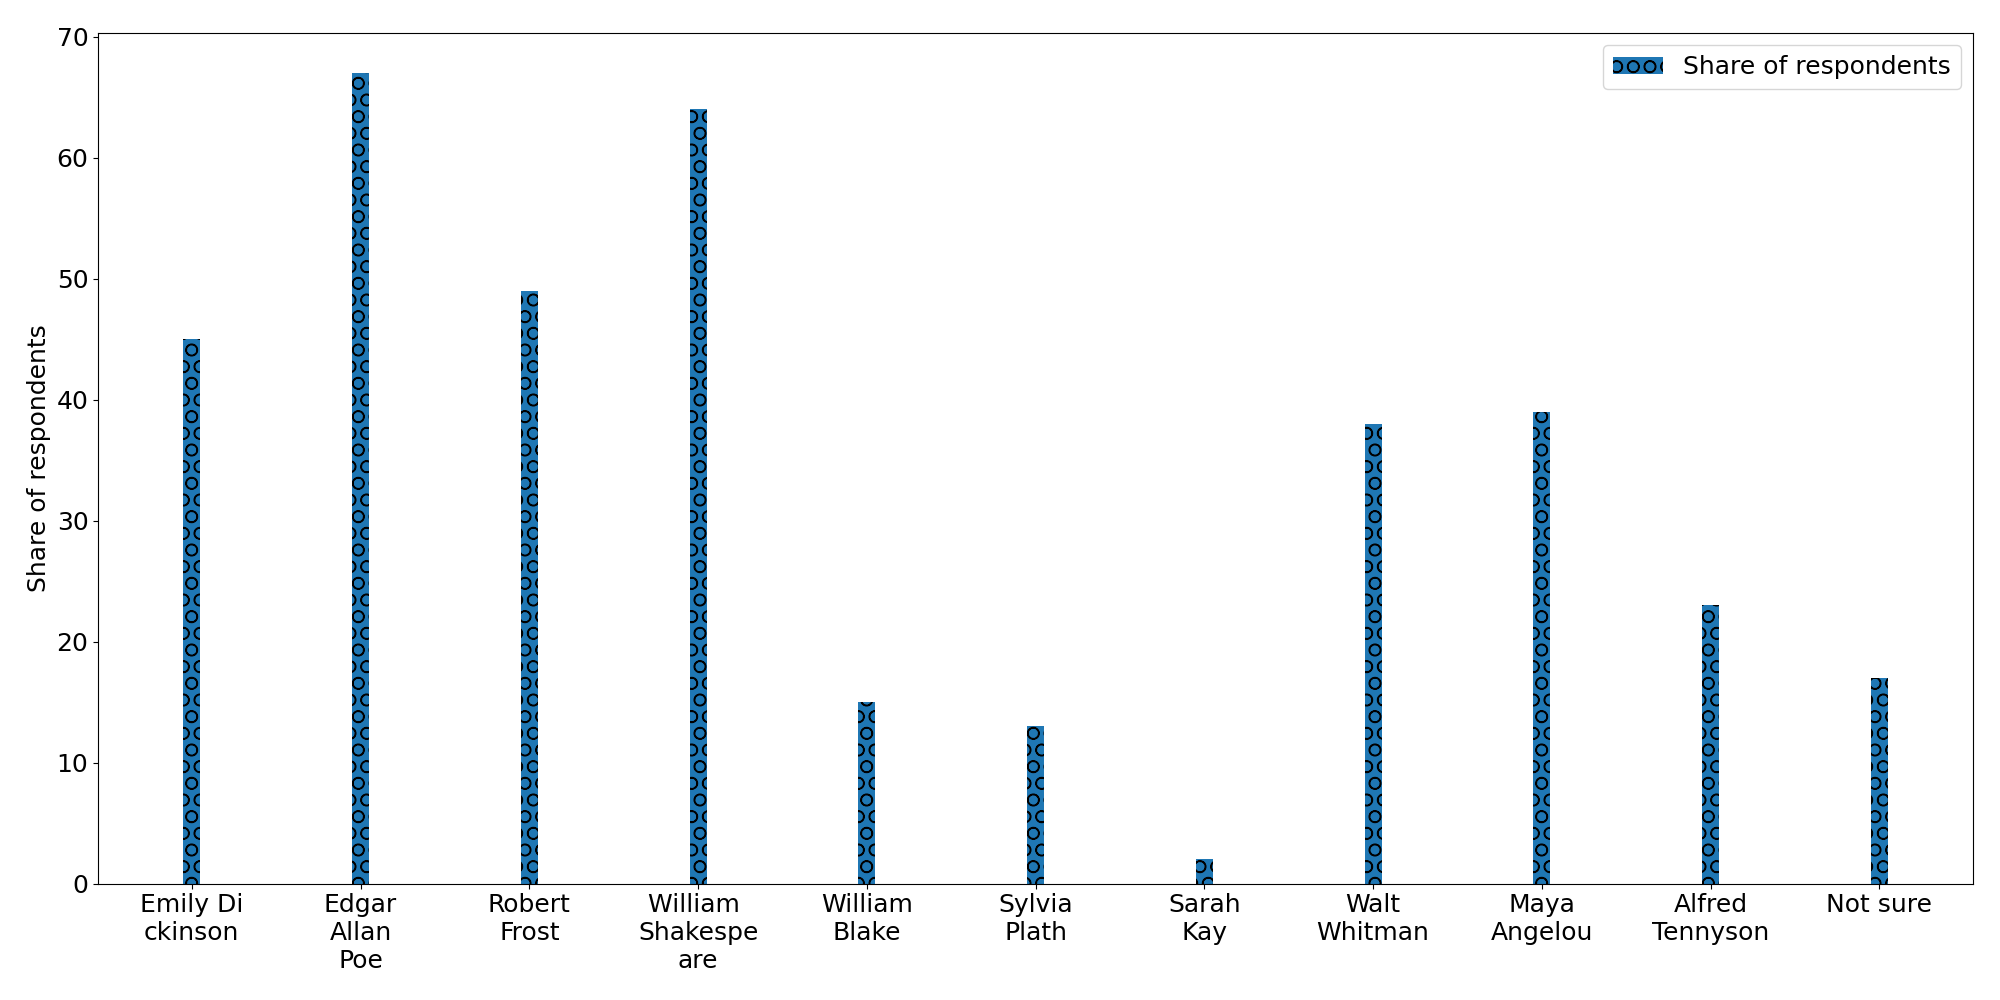 70
60
50
40
30
20
10
0
Share of respondents
Share of respondents
Emily Di
ckinson
Edgar
Allan
Poe
Robert
Frost
William
Shakespe
are
William
Blake
Sylvia
Plath
Sarah
Kay
Walt
Whitman
Maya
Angelou
Alfred
Tennyson
Not sure